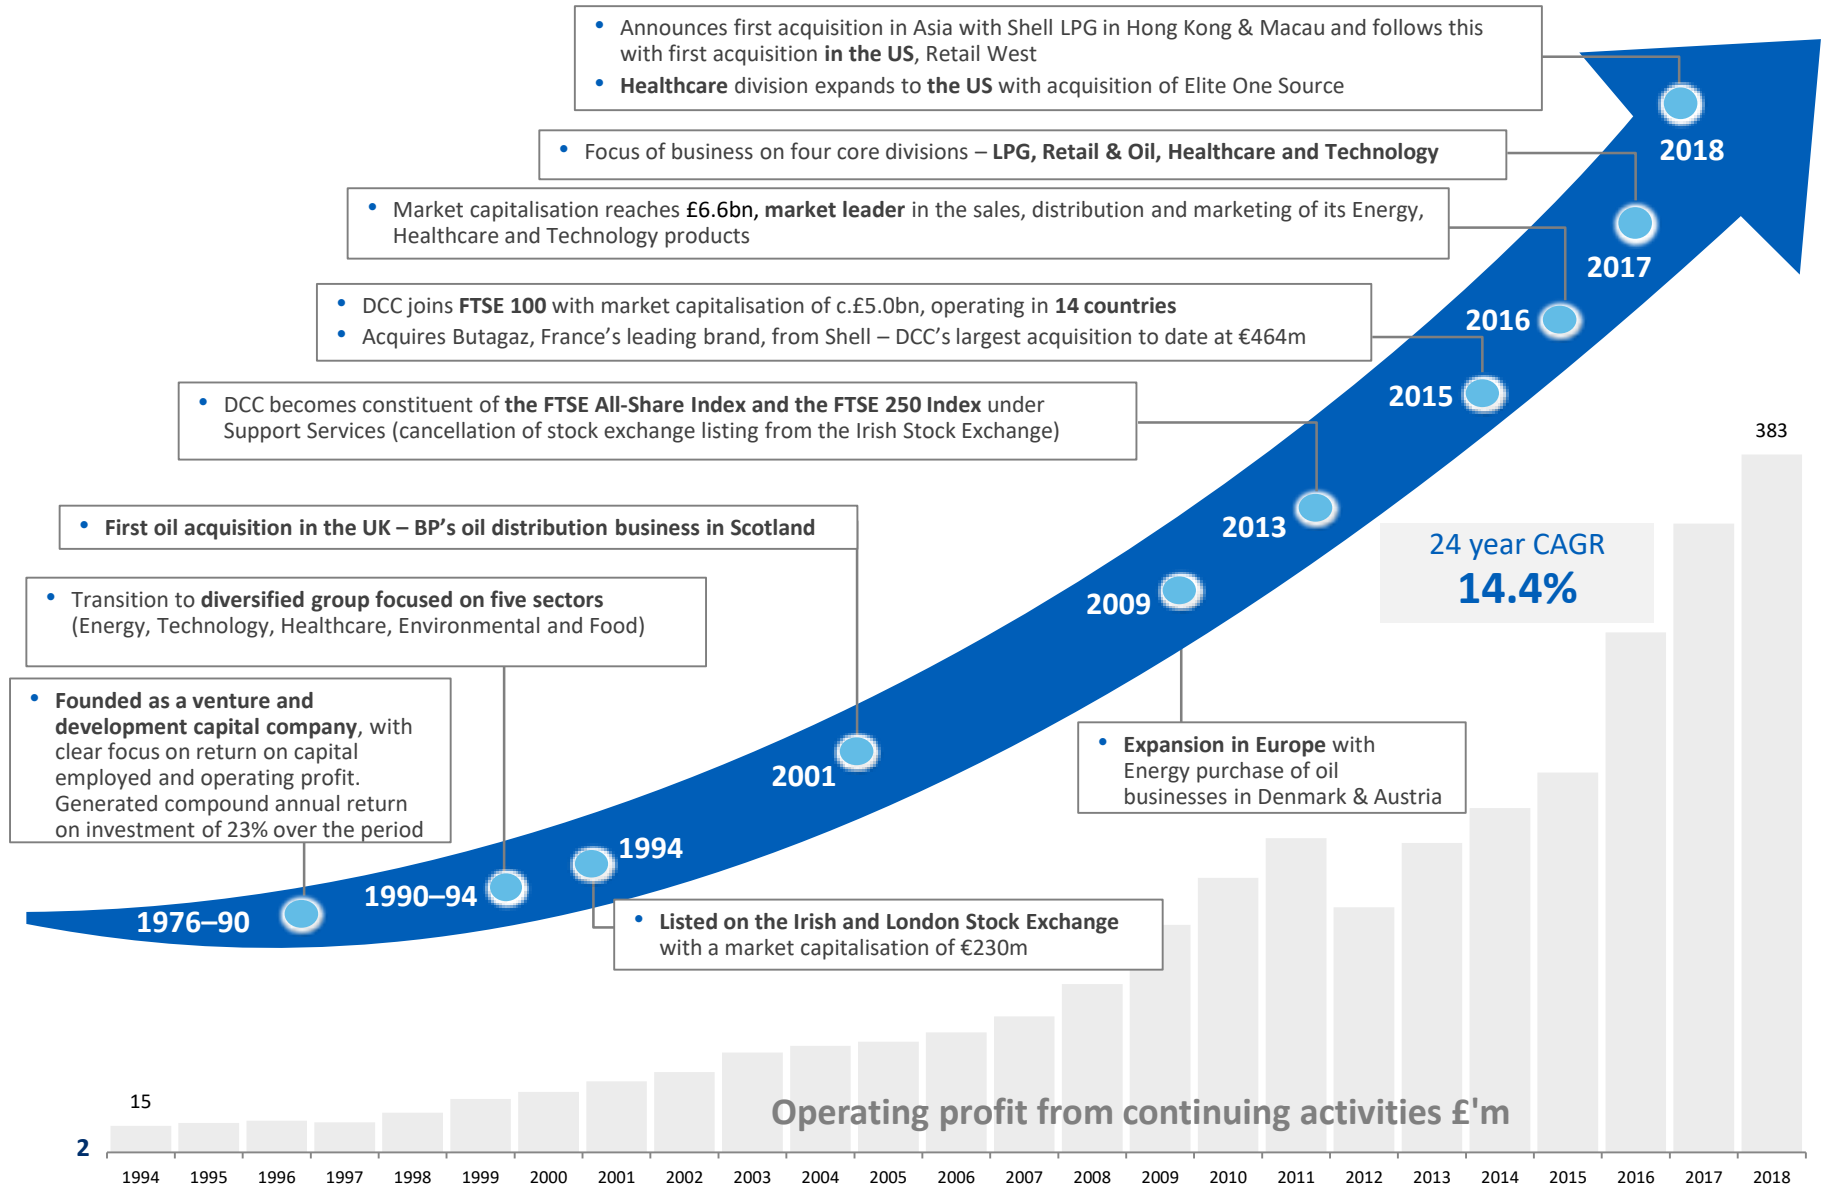 • Announces first acquisition in Asia with Shell LPG in Hong Kong & Macau and follows this
with first acquisition in the US, Retail West
• Healthcare division expands to the US with acquisition of Elite One Source
2018
• Focus of business on four core divisions – LPG, Retail & Oil, Healthcare and Technology
2017
• Market capitalisation reaches £6.6bn, market leader in the sales, distribution and marketing of its Energy,
Healthcare and Technology products
2016
• DCC joins FTSE 100 with market capitalisation of c.£5.0bn, operating in 14 countries
• Acquires Butagaz, France's leading brand, from Shell – DCC's largest acquisition to date at €464m
2015
• DCC becomes constituent of the FTSE All-Share Index and the FTSE 250 Index under
Support Services (cancellation of stock exchange listing from the Irish Stock Exchange)
2013
383
24 year CAGR
14.4%
• First oil acquisition in the UK – BP's oil distribution business in Scotland
2001
2009
• Expansion in Europe with
Energy purchase of oil
businesses in Denmark & Austria
• Transition to diversified group focused on five sectors
(Energy, Technology, Healthcare, Environmental and Food)
1990–94
• Founded as a venture and
development capital company, with
clear focus on return on capital
employed and operating profit.
Generated compound annual return
on investment of 23% over the period
1976–90
1994
• Listed on the Irish and London Stock Exchange
with a market capitalisation of €230m
15
Operating profit from continuing activities £'m
2
1994 1995 1996 1997 1998 1999 2000 2001 2002 2003 2004 2005 2006 2007 2008 2009 2010 2011 2012 2013 2014 2015 2016 2017 2018